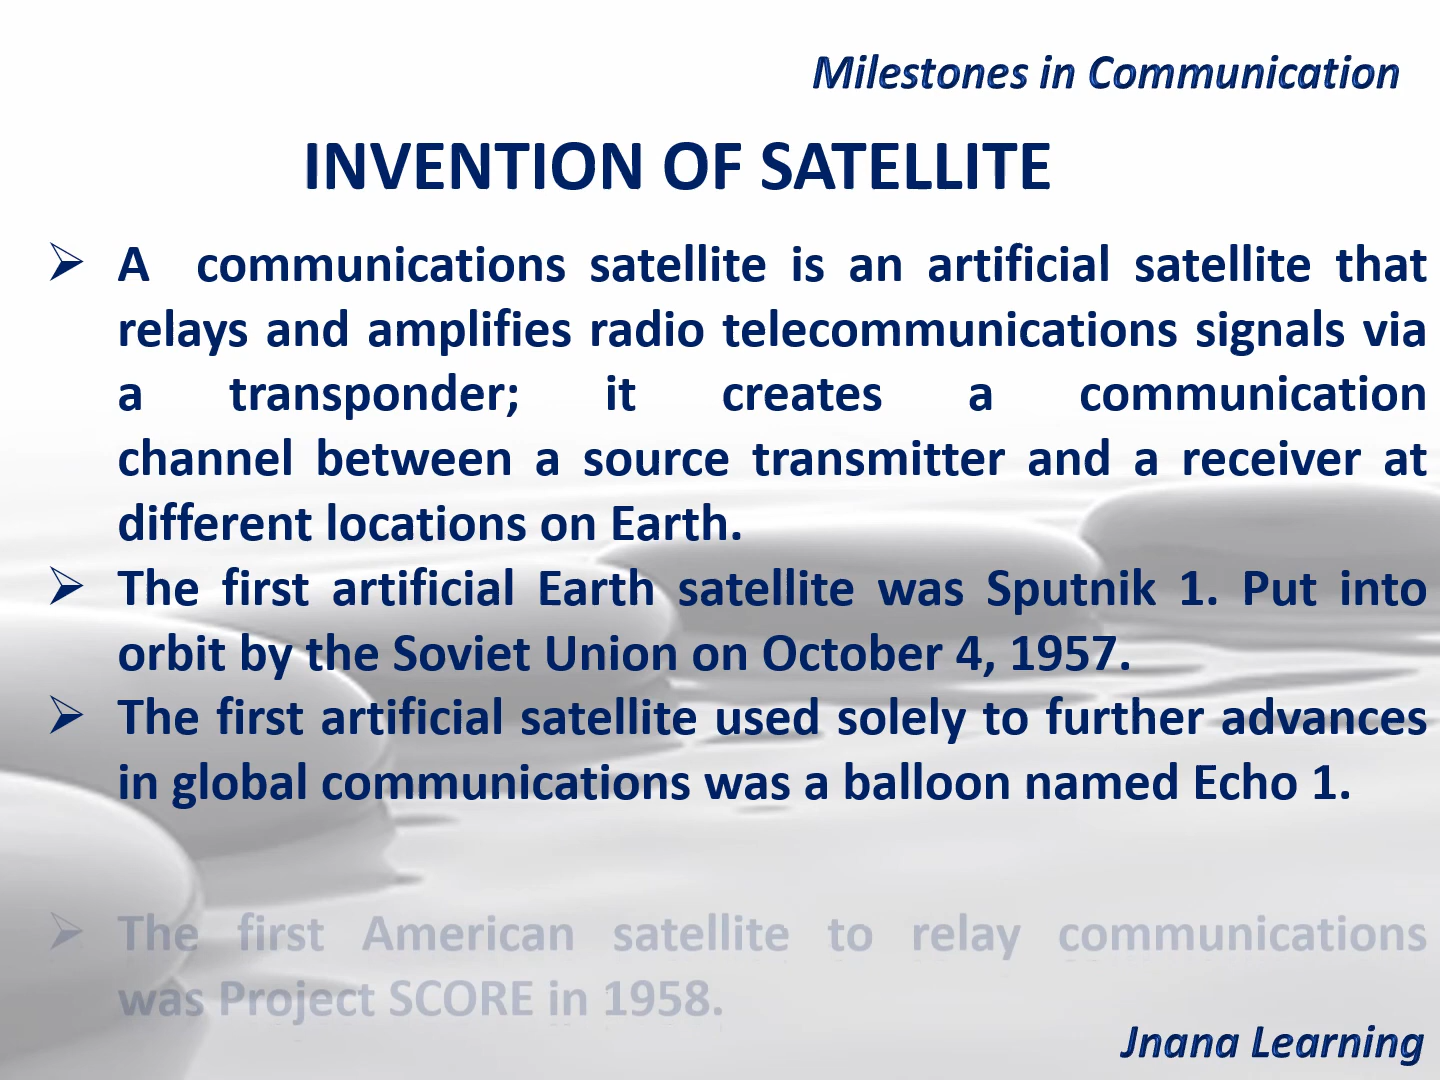 Milestones in Communication
INVENTION OF SATELLITE
➢ A communications satellite is an artificial satellite that
relays and amplifies radio telecommunications signals via
a transponder; it creates a communication
channel between a source transmitter and a receiver at
different locations on Earth.
➢ The first artificial Earth satellite was Sputnik 1. Put into
orbit by the Soviet Union on October 4, 1957.
➢ The first artificial satellite used solely to further advances
in global communications was a balloon named Echo 1.
➢ The first American satellite to relay communications
was Project SCORE in 1958.
Jnana Learning